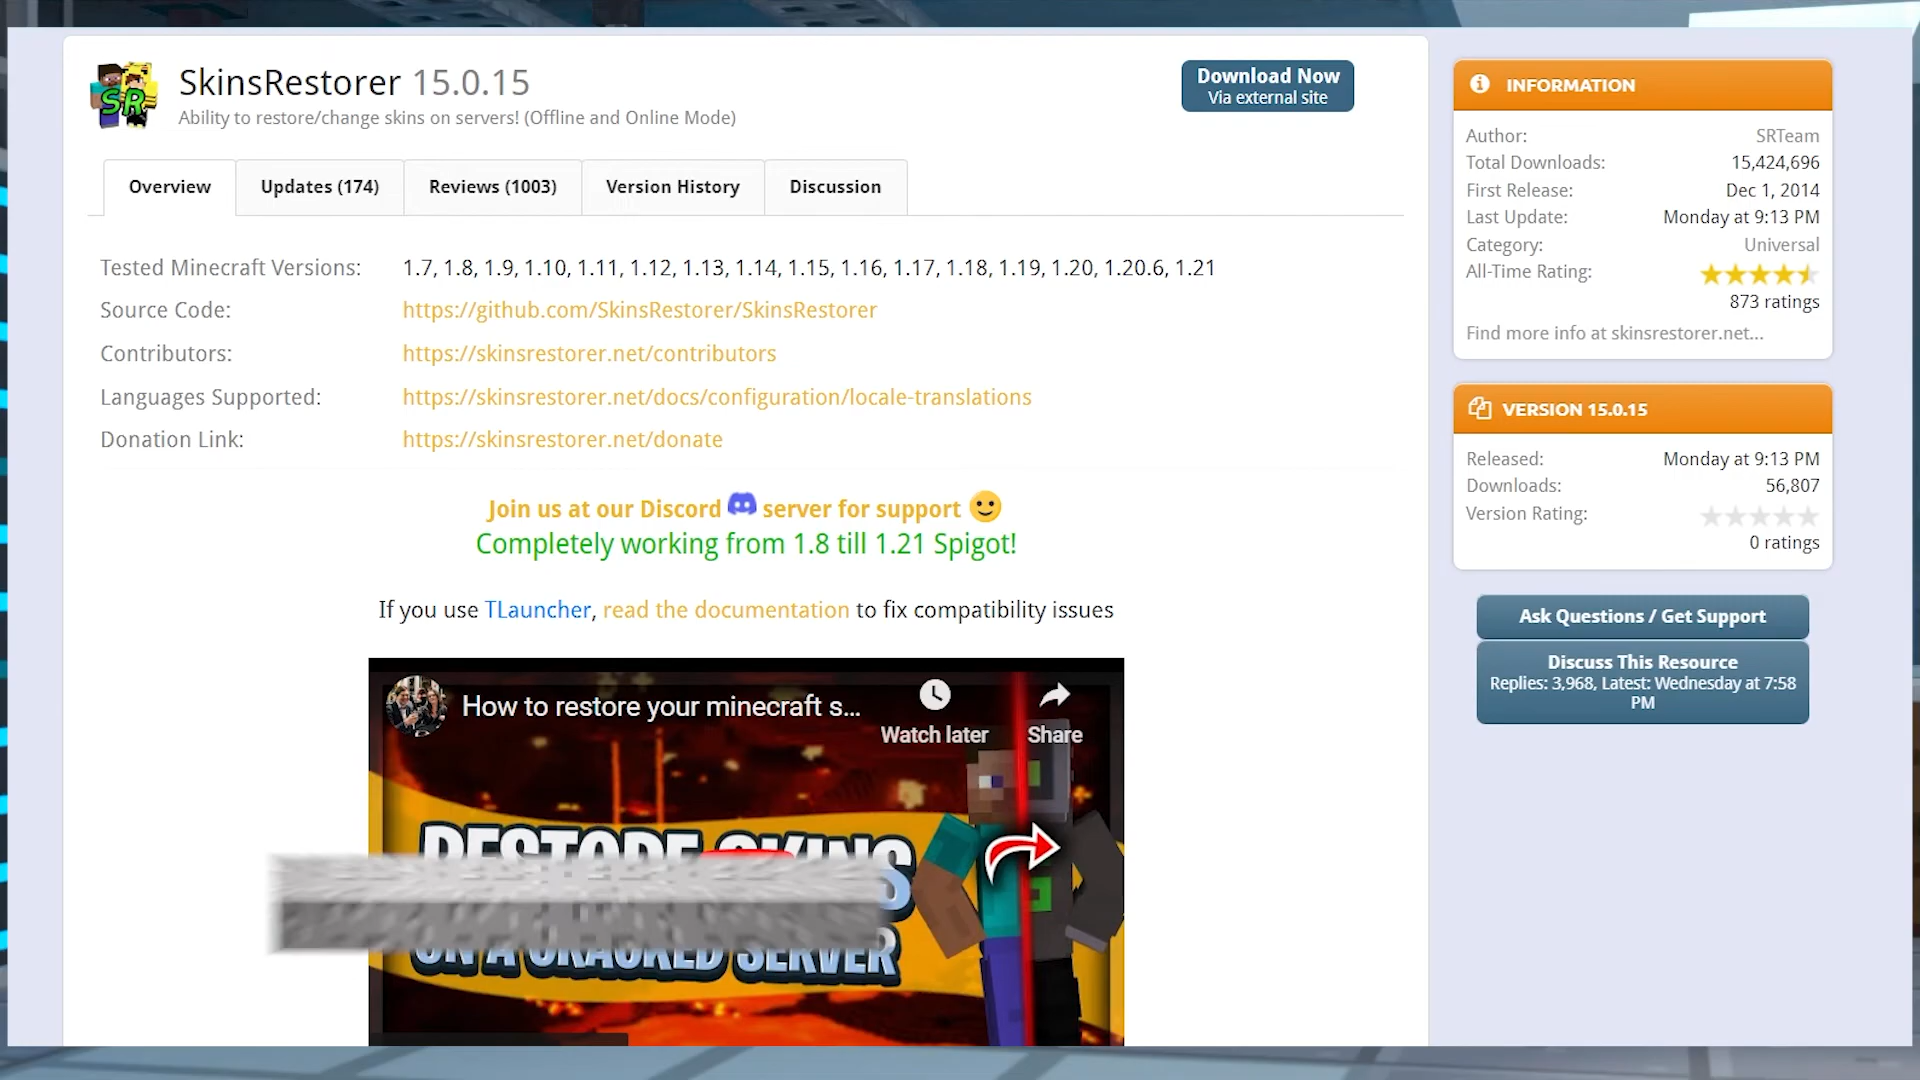 SkinsRestorer 15.0.15
Ability to restore/change skins on servers! (Offline and Online Mode)
Download Now
Via external site
Overview
Updates (174)
Reviews (1003)
Version History
Discussion
Tested Minecraft Versions: 1.7, 1.8, 1.9, 1.10, 1.11, 1.12, 1.13, 1.14, 1.15, 1.16, 1.17, 1.18, 1.19, 1.20, 1.20.6, 1.21
Source Code: https://github.com/SkinsRestorer/SkinsRestorer
Contributors: https://skinsrestorer.net/contributors
Languages Supported: https://skinsrestorer.net/docs/configuration/locale-translations
Donation Link: https://skinsrestorer.net/donate
Join us at our Discord server for support 🙂
Completely working from 1.8 till 1.21 Spigot!
If you use TLauncher, read the documentation to fix compatibility issues
How to restore your minecraft s...
Watch later
Share
RESTORE SKINS
ON A CRACKED SERVER
SR
INFORMATION
Author: SRTeam
Total Downloads: 15,424,696
First Release: Dec 1, 2014
Last Update: Monday at 9:13 PM
Category: Universal
All-Time Rating:
873 ratings
Find more info at skinsrestorer.net...
VERSION 15.0.15
Released: Monday at 9:13 PM
Downloads: 56,807
Version Rating:
0 ratings
Ask Questions / Get Support
Discuss This Resource
Replies: 3,968, Latest: Wednesday at 7:58
PM